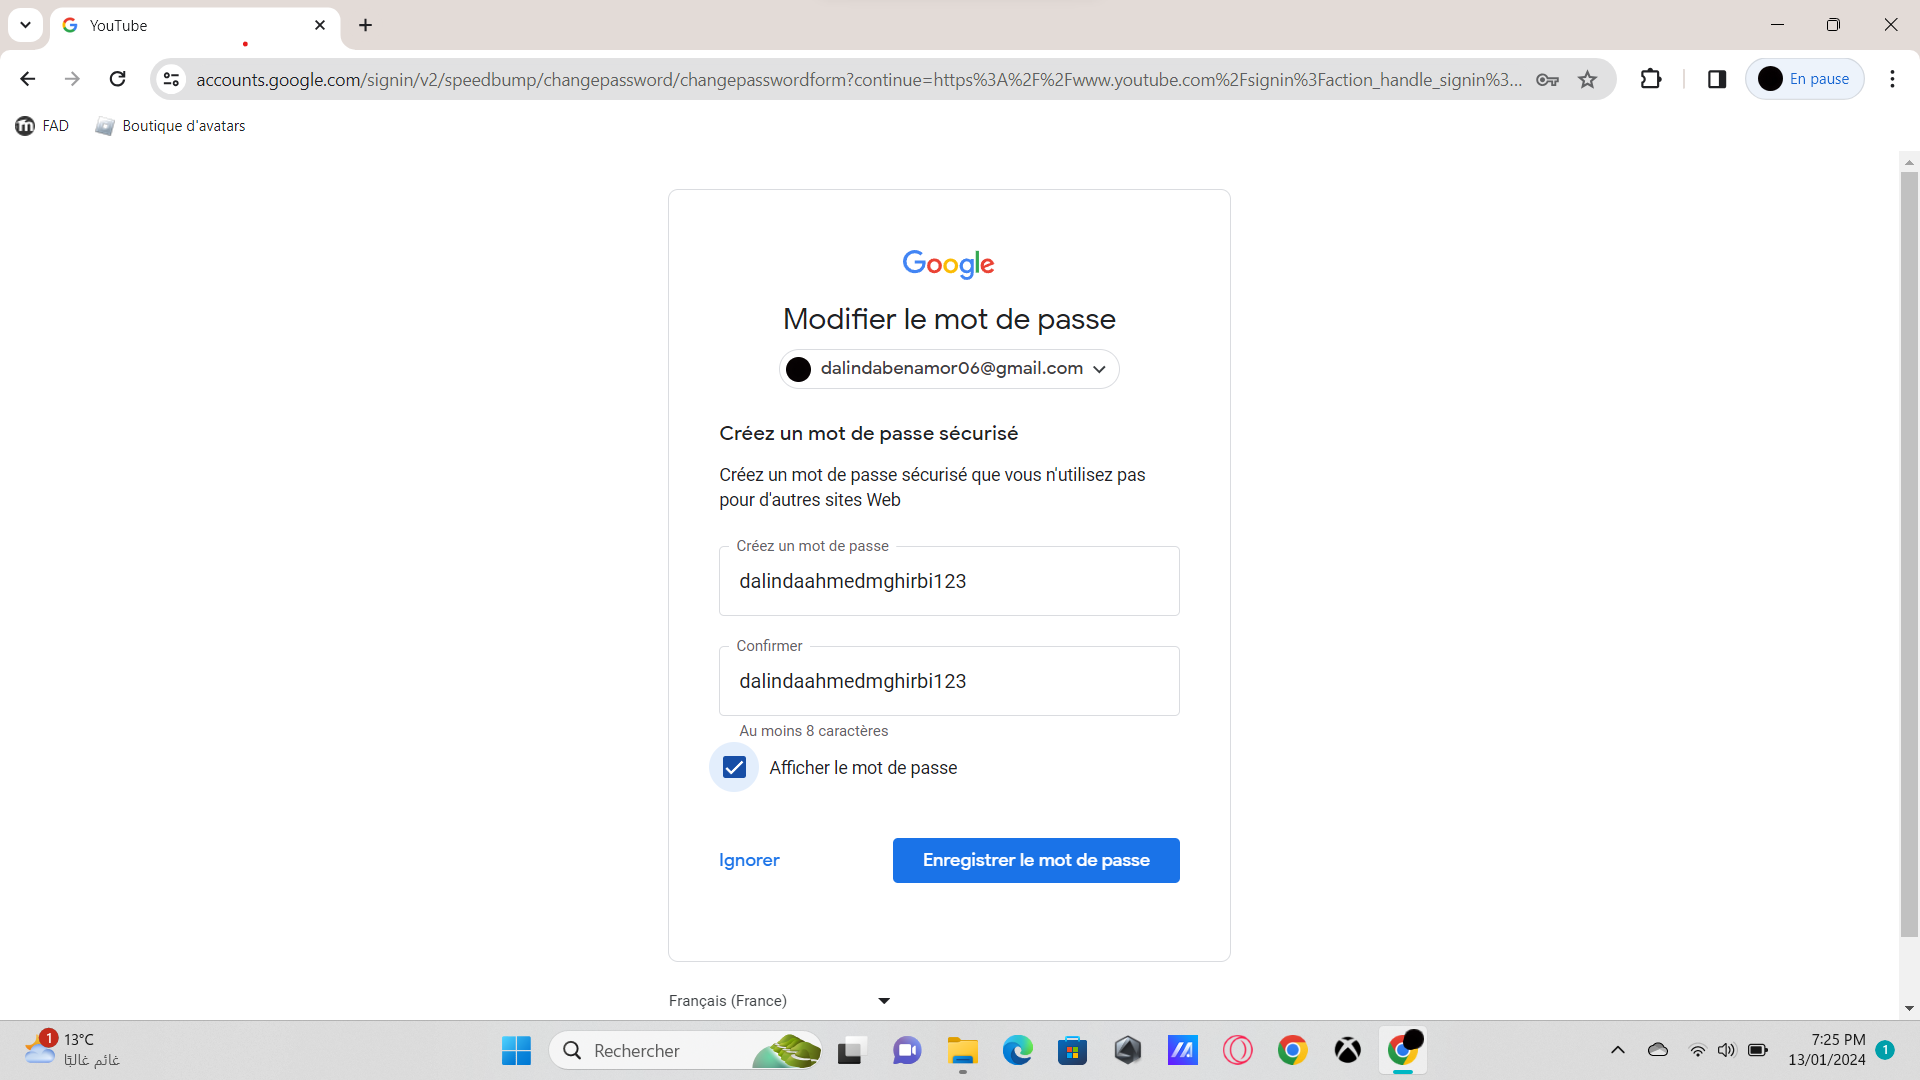 YouTube
accounts.google.com/signin/v2/speedbump/changepassword/changepasswordform?continue=https%3A%2F%2Fwww.youtube.com%2Fsignin%3Faction_handle_signin%3...
En pause
FAD
Boutique d'avatars
Google
Modifier le mot de passe
dalindabenamor06@gmail.com
Créez un mot de passe sécurisé
Créez un mot de passe sécurisé que vous n'utilisez pas
pour d'autres sites Web
Créez un mot de passe
dalindaahmedmghirbi123
Confirmer
dalindaahmedmghirbi123
Au moins 8 caractères
Afficher le mot de passe
Ignorer
Enregistrer le mot de passe
Français (France)
1
13°C
غائم غالبًا
Rechercher
7:25 PM
13/01/2024
1